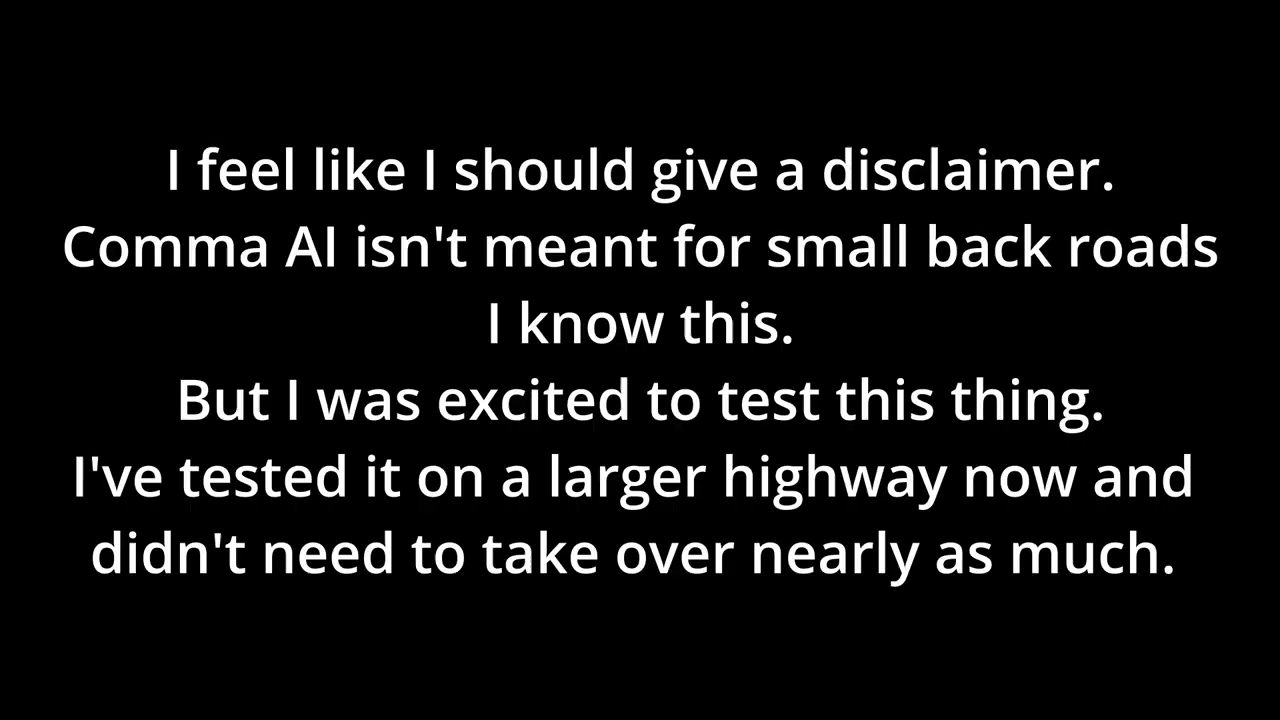 I feel like I should give a disclaimer.
Comma AI isn't meant for small back roads
I know this.
But I was excited to test this thing.
I've tested it on a larger highway now and
didn't need to take over nearly as much.